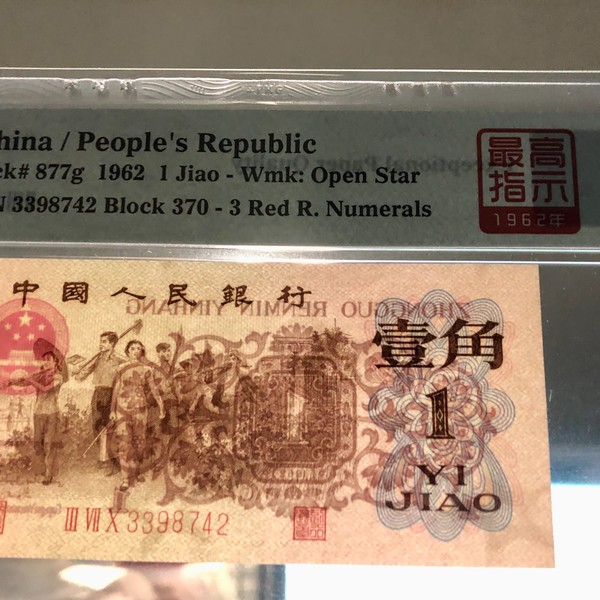 hina / People's Republic
ck# 877g 1962 1 Jiao - Wmk: Open Star
N 3398742 Block 370 - 3 Red R. Numerals
最高
指示
1962年
中國人民銀行
ZHONGGUO RENMIN YINHANG
壹角
1
YI
JIAO
III VII X 3398742